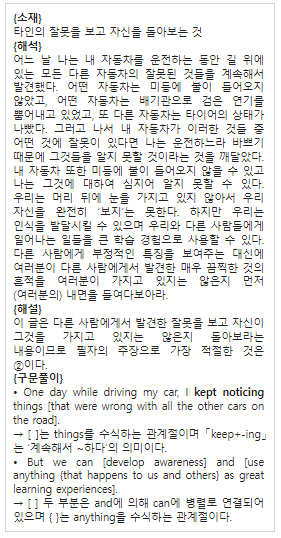 {소재}
타인의 잘못을 보고 자신을 돌아보는 것
{해석}
어느 날 나는 내 자동차를 운전하는 동안 길 위에
있는 모든 다른 자동차의 잘못된 것들을 계속해서
발견했다. 어떤 자동차는 미등에 불이 들어오지
않았고, 어떤 자동차는 배기관으로 검은 연기를
뿜어내고 있었고, 또 다른 자동차는 타이어의 상태가
나빴다. 그러고 나서 내 자동차가 이러한 것들 중
어떤 것에 잘못이 있다면 나는 운전하느라 바쁘기
때문에 그것들을 알지 못할 것이라는 것을 깨달았다.
내 자동차 또한 미등에 불이 들어오지 않을 수 있고
나는 그것에 대하여 심지어 알지 못할 수 있다.
우리는 머리 뒤에 눈을 가지고 있지 않아서 우리
자신을 완전히 ‘보지’는 못한다. 하지만 우리는
인식을 발달시킬 수 있으며 우리와 다른 사람들에게
일어나는 일들을 큰 학습 경험으로 사용할 수 있다.
다른 사람에게 부정적인 특징을 보여주는 대신에
여러분이 다른 사람에게서 발견한 매우 끔찍한 것의
흔적을 여러분이 가지고 있지는 않은지 먼저
(여러분의) 내면을 들여다보아라.
{해설}
이 글은 다른 사람에게서 발견한 잘못을 보고 자신이
그것을 가지고 있지는 않은지 돌아보라는
내용이므로 필자의 주장으로 가장 적절한 것은
②이다.
{구문풀이}
• One day while driving my car, I kept noticing
things [that were wrong with all the other cars on
the road].
→ [ ]는 things를 수식하는 관계절이며「keep+-ing」
는 ‘계속해서 ~하다’의 의미이다.
• But we can [develop awareness] and [use
anything {that happens to us and others} as great
learning experiences].
→ [ ] 두 부분은 and에 의해 can에 병렬로 연결되어
있으며 { }는 anything을 수식하는 관계절이다.